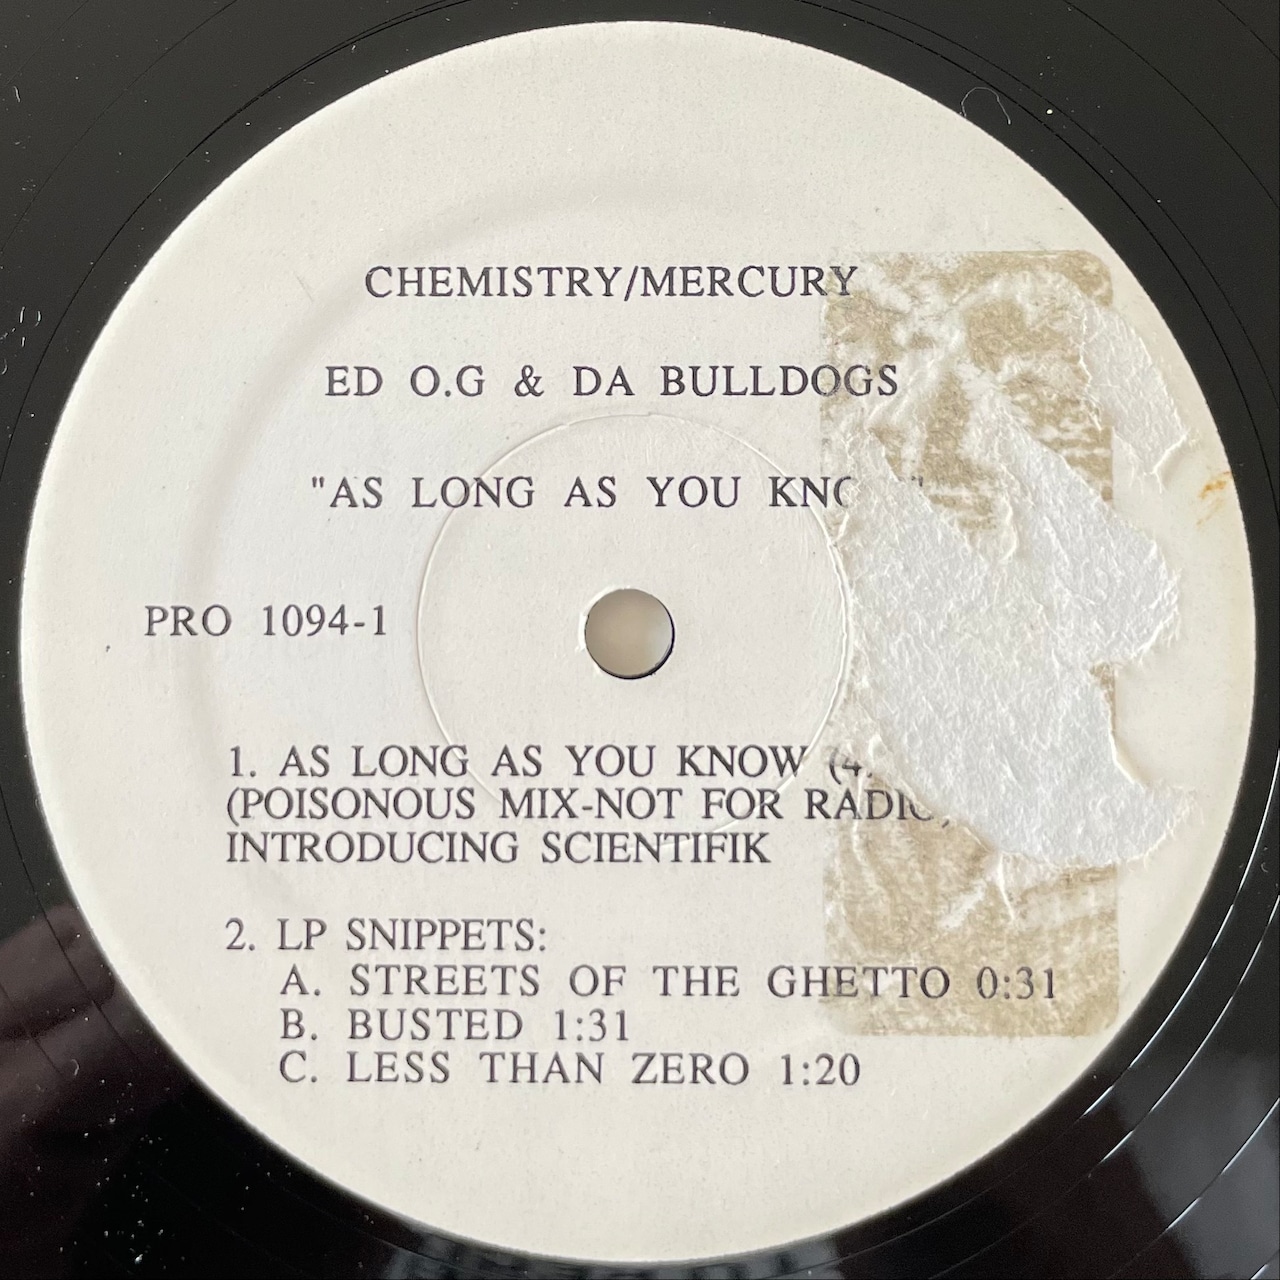 CHEMISTRY/MERCURY
ED O.G & DA BULLDOGS
"AS LONG AS YOU
PRO 1094-1
1. AS LONG AS YOU KNOW
(POISONOUS MIX-NOT FOR RADIO)
INTRODUCING SCIENTIFIK
2. LP SNIPPETS:
A. STREETS OF THE GHETTO 0:31
B. BUSTED 1:31
C. LESS THAN ZERO 1:20